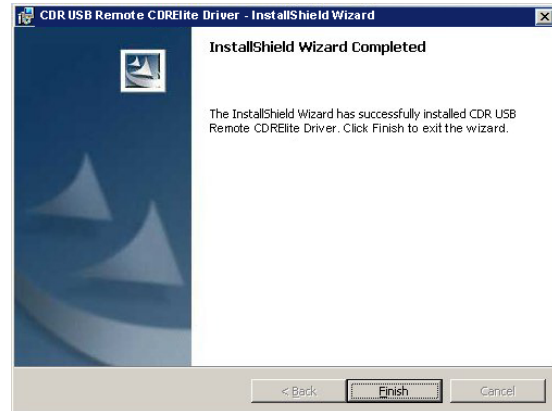 CDR USB Remote CDRElite Driver - InstallShield Wizard
InstallShield Wizard Completed
The InstallShield Wizard has successfully installed CDR USB
Remote CDRElite Driver. Click Finish to exit the wizard.
< Back
Finish
Cancel